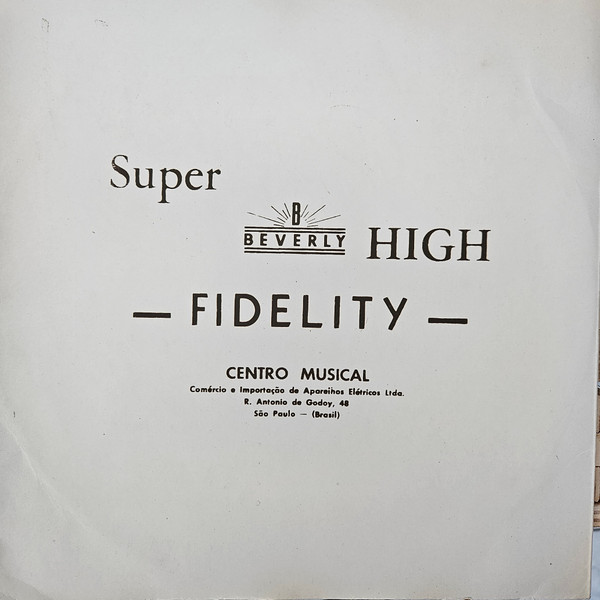 Super
B
BEVERLY
HIGH
— FIDELITY —
CENTRO MUSICAL
Comércio e Importação de Aparelhos Elétricos Ltda.
R. Antonio de Godoy, 48
São Paulo — (Brasil)